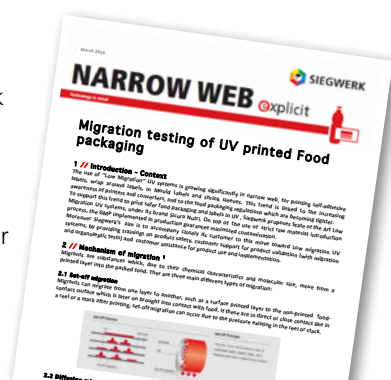 k
r
March 2016
SIEGWERK
NARROW WEB explicit
Technology in detail
Migration testing of UV printed Food
packaging
1 // Introduction - Context
The use of "Low Migration" UV systems is growing significantly in narrow web, for printing self-adhesive
labels, wrap around labels, In Mould Labels and shrink sleeves. This trend is linked to the increasing
awareness of printers and converters, and to the food packaging regulations which are becoming tighter.
To support this trend to print safer food packaging and labels in UV, Siegwerk proposes State of the Art Low
Migration UV systems, under its brand Sicura Nutri. On top of the use of strict raw material introduction
process, the GMP implemented in production guarantee minimized contamination.
Moreover Siegwerk's aim is to accompany closely its customer to this move toward Low migration UV
systems, by providing trainings on product safety, customer support for product validation (with migration
and organoleptic tests) and customer assistance for product use and implementation.
2 // Mechanism of migration ¹
Migrants are substances which, due to their chemical characteristics and molecular size, move from a
printed layer into the packed food. There are three main different types of migration:
2.1 Set-off migration
Migrants can migrate from one layer to another, such as a surface printed layer to the non-printed food-
contact surface which is later on brought into contact with food, if these are in direct or close contact like in
a reel or a stack after printing. Set-off migration can occur due to the pressure existing in the reel or stack.
2.2 Diffusion